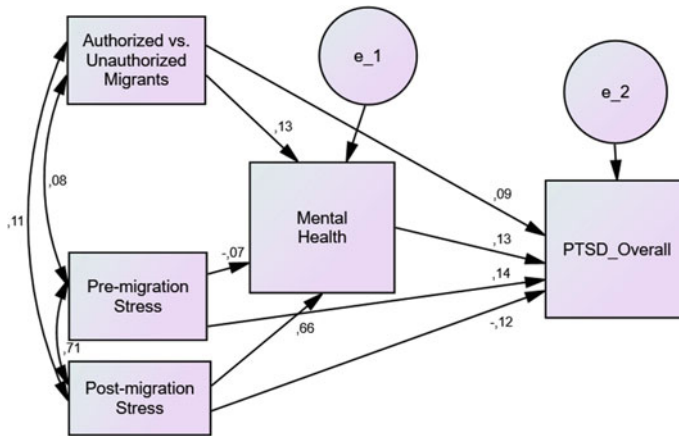 Authorized vs.
Unauthorized
Migrants
e_1
e_2
,13
,08
,09
,11
Mental
Health
,13
PTSD_Overall
-,07
Pre-migration
Stress
,14
,66
-,12
,71
Post-migration
Stress